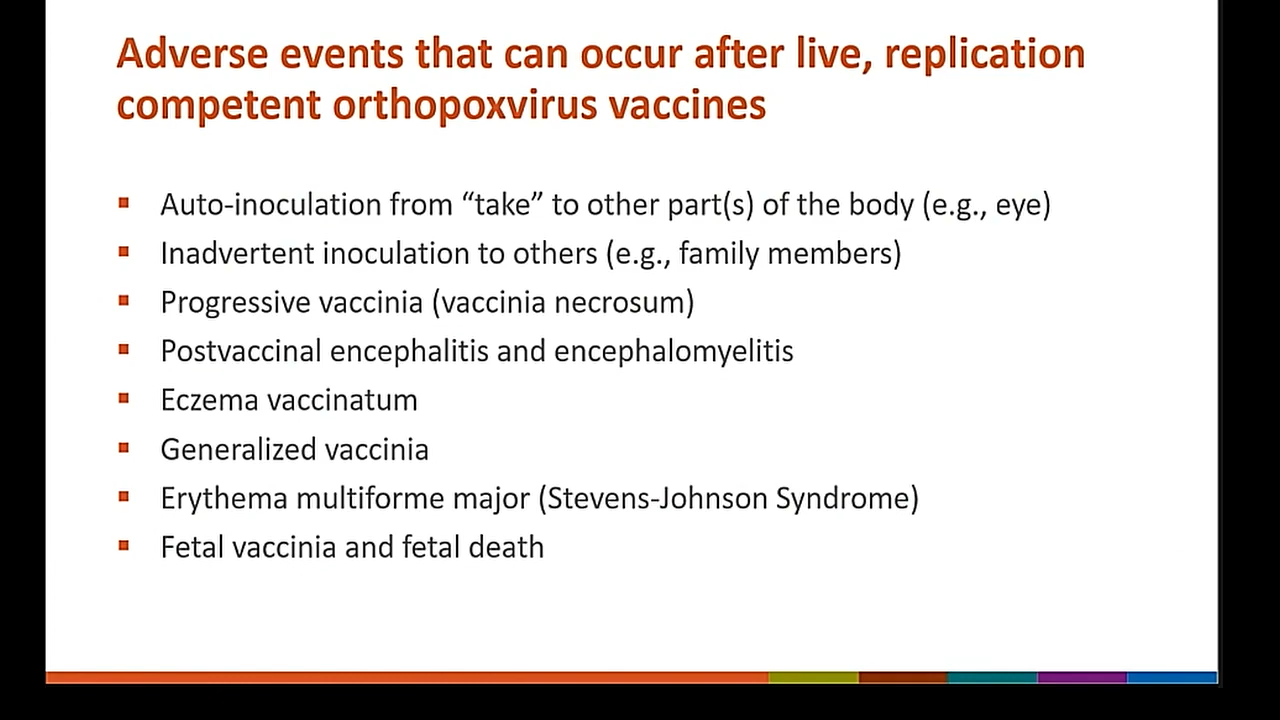 Adverse events that can occur after live, replication
competent orthopoxvirus vaccines
▪ Auto-inoculation from “take” to other part(s) of the body (e.g., eye)
▪ Inadvertent inoculation to others (e.g., family members)
▪ Progressive vaccinia (vaccinia necrosum)
▪ Postvaccinal encephalitis and encephalomyelitis
▪ Eczema vaccinatum
▪ Generalized vaccinia
▪ Erythema multiforme major (Stevens-Johnson Syndrome)
▪ Fetal vaccinia and fetal death